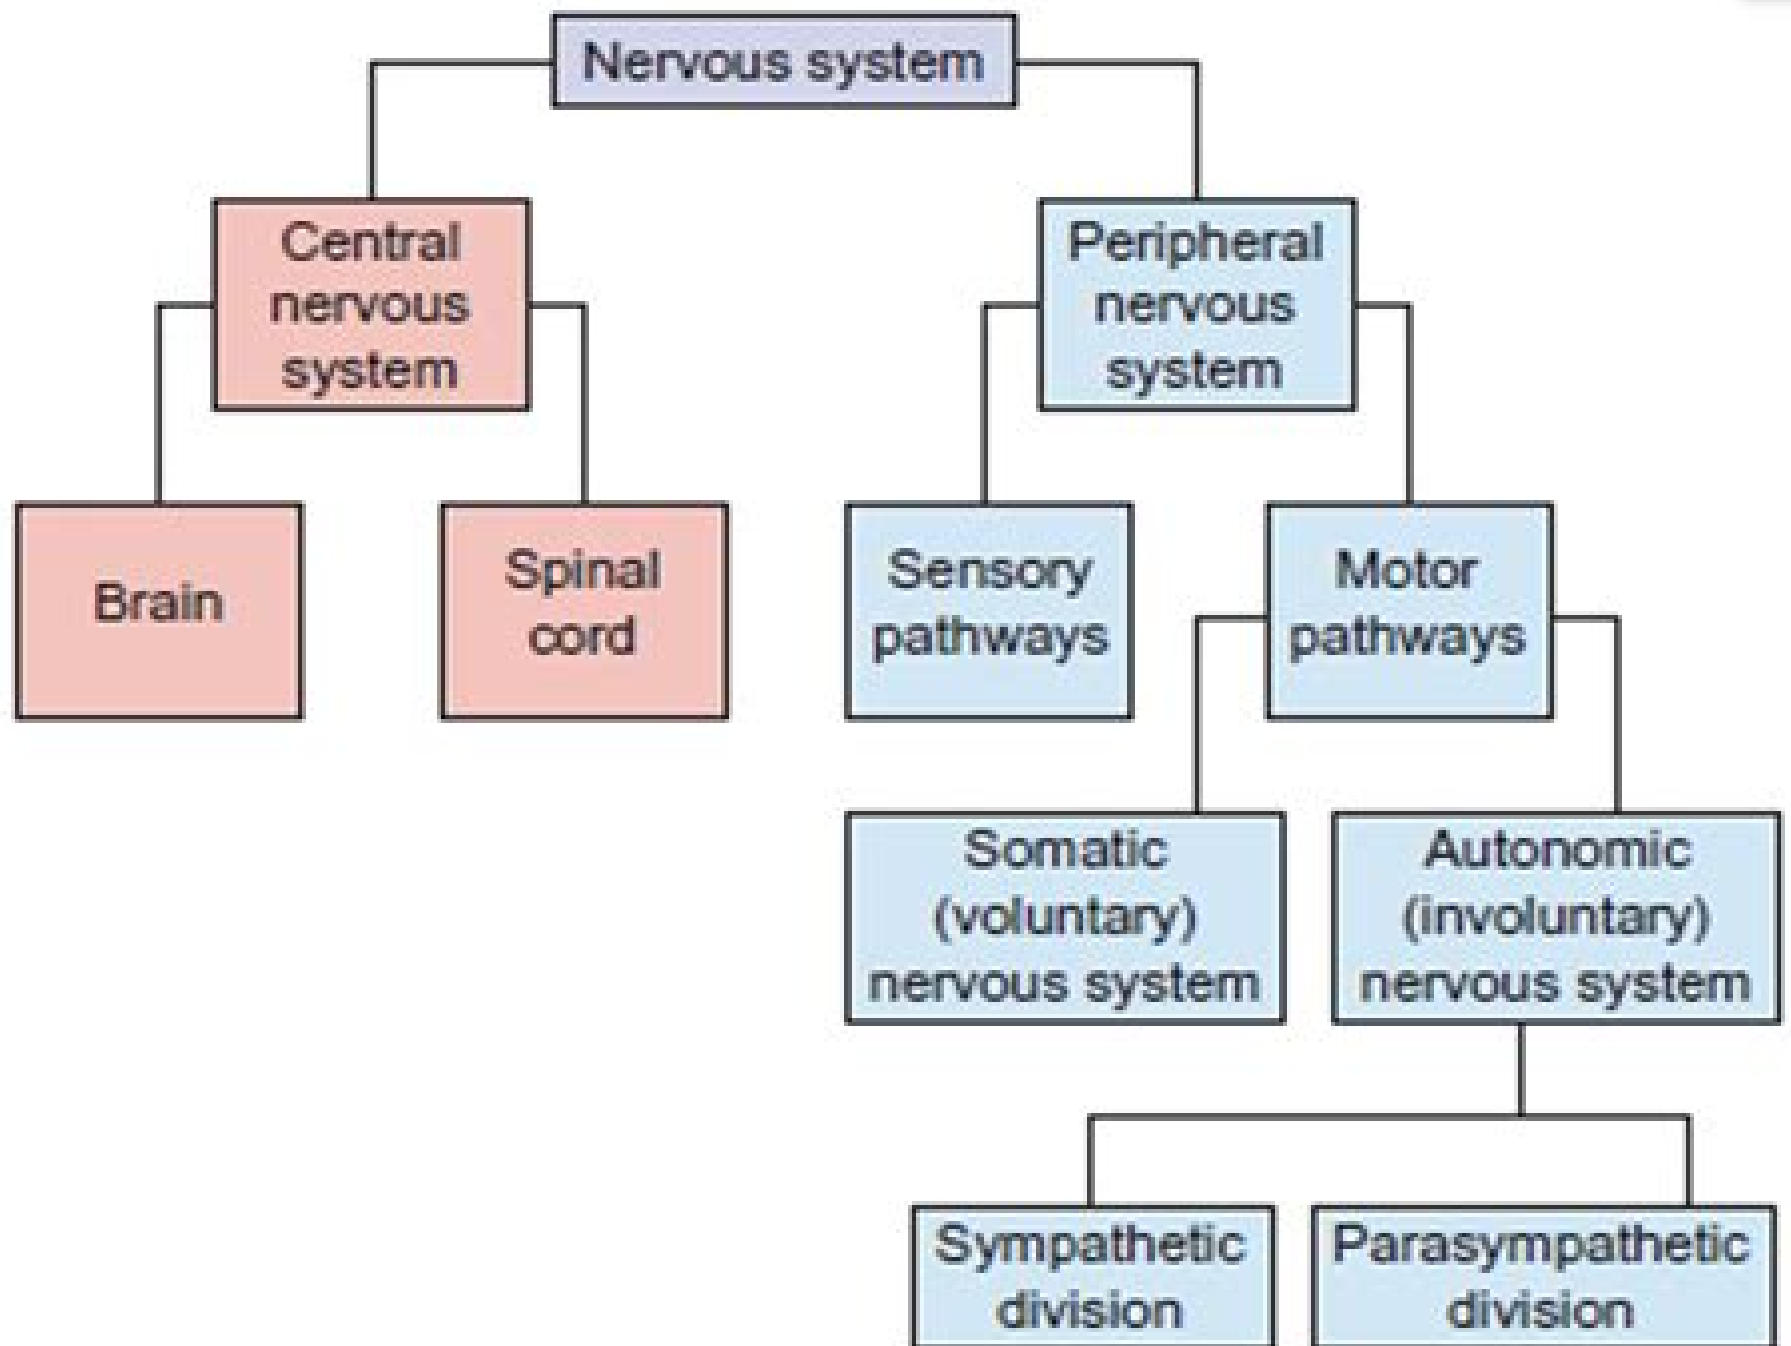 Nervous system
Central
nervous
system
Peripheral
nervous
system
Brain
Spinal
cord
Sensory
pathways
Motor
pathways
Somatic
(voluntary)
nervous system
Autonomic
(involuntary)
nervous system
Sympathetic
division
Parasympathetic
division